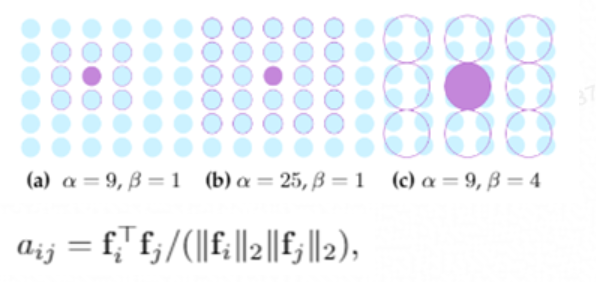 (a) α = 9, β = 1 (b) α = 25, β = 1 (c) α = 9, β = 4
a_{ij} = f_i^⊤ f_j/(‖f_i‖_2‖f_j‖_2),